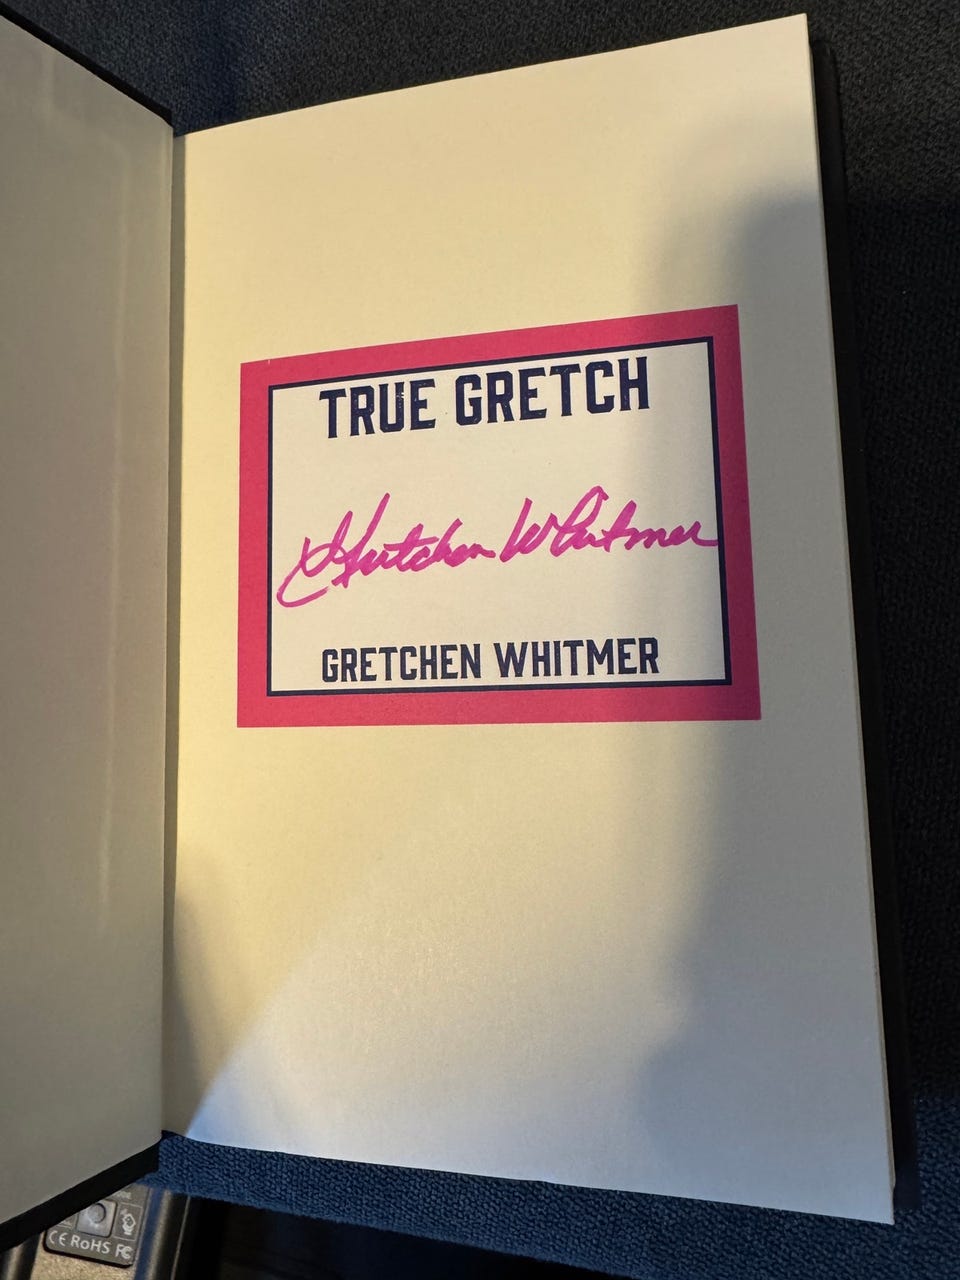 TRUE GRETCH
Gretchen Whitmer
GRETCHEN WHITMER
CE RoHS FC